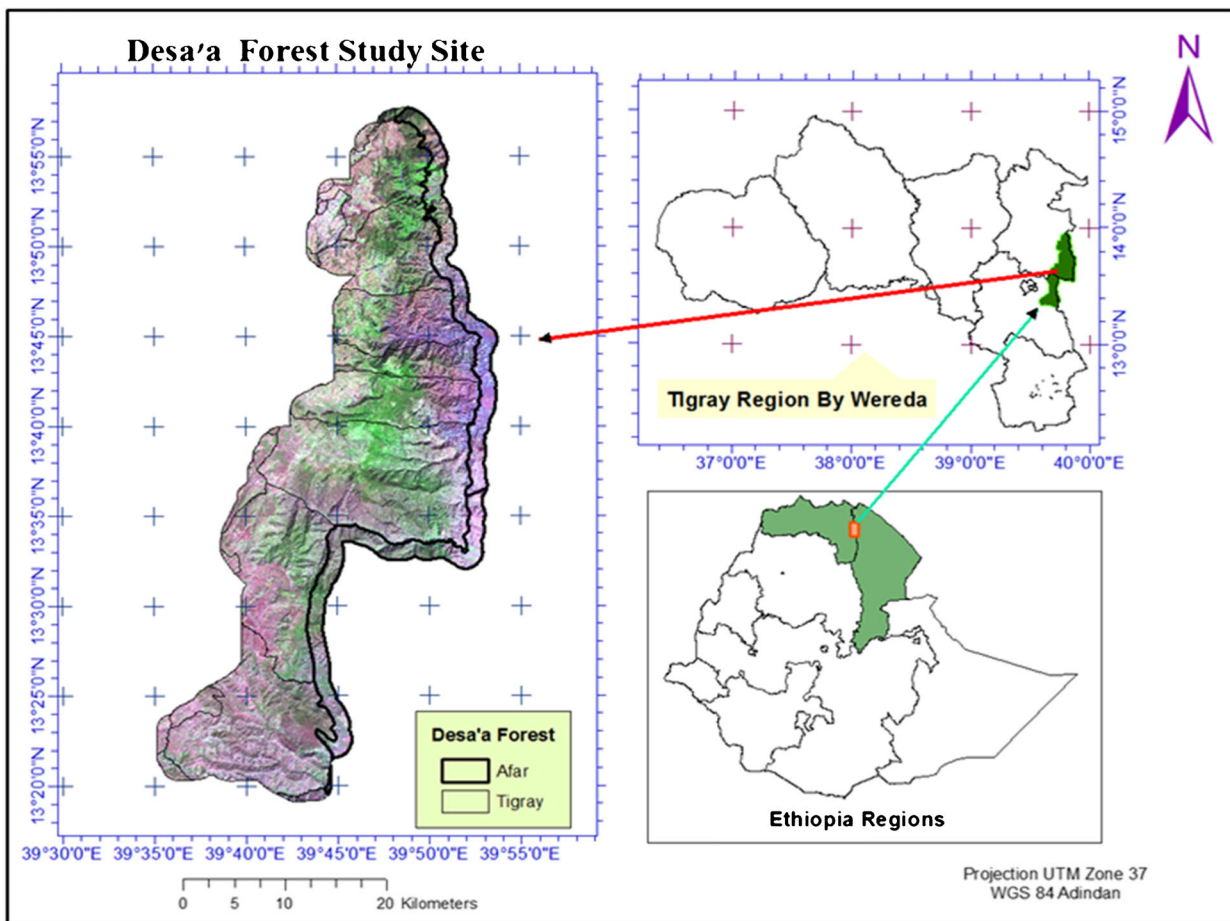 Desa'a Forest Study Site
N
13°55'0"N
13°50'0"N
13°45'0"N
13°40'0"N
13°35'0"N
13°30'0"N
13°25'0"N
13°20'0"N
39°30'0"E 39°35'0"E 39°40'0"E 39°45'0"E 39°50'0"E 39°55'0"E
Desa'a Forest
Afar
Tigray
0 5 10 20 Kilometers
15°0'0"N
14°0'0"N
13°0'0"N
37°0'0"E 38°0'0"E 39°0'0"E 40°0'0"E
Tigray Region By Wereda
Ethiopia Regions
Projection UTM Zone 37
WGS 84 Adindan